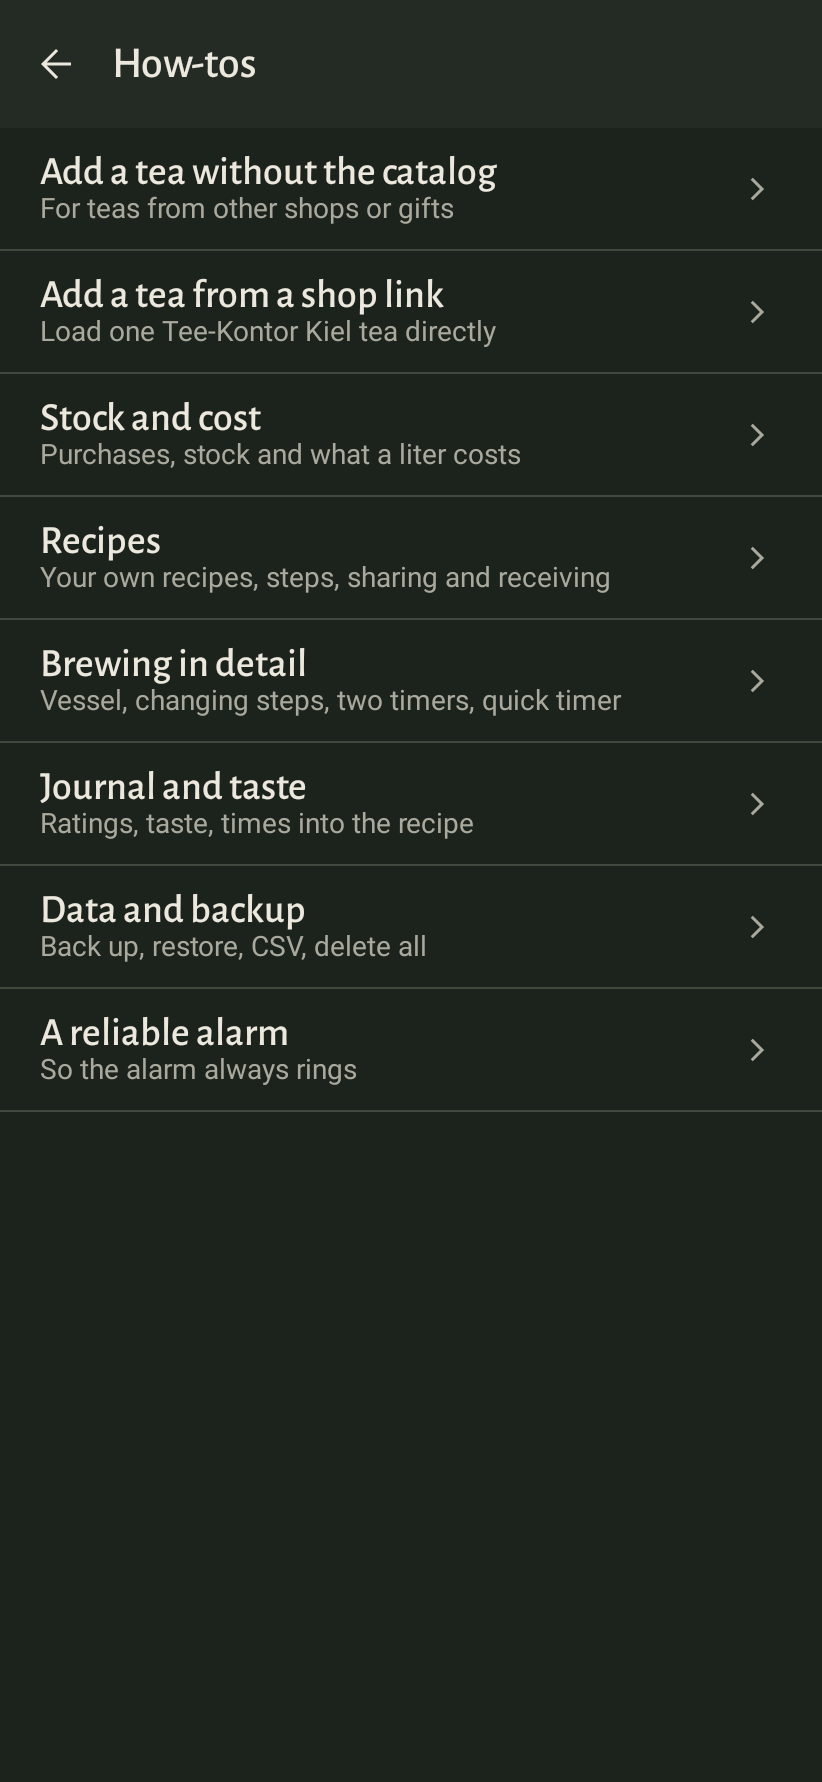 How-tos
Add a tea without the catalog
For teas from other shops or gifts
Add a tea from a shop link
Load one Tee-Kontor Kiel tea directly
Stock and cost
Purchases, stock and what a liter costs
Recipes
Your own recipes, steps, sharing and receiving
Brewing in detail
Vessel, changing steps, two timers, quick timer
Journal and taste
Ratings, taste, times into the recipe
Data and backup
Back up, restore, CSV, delete all
A reliable alarm
So the alarm always rings